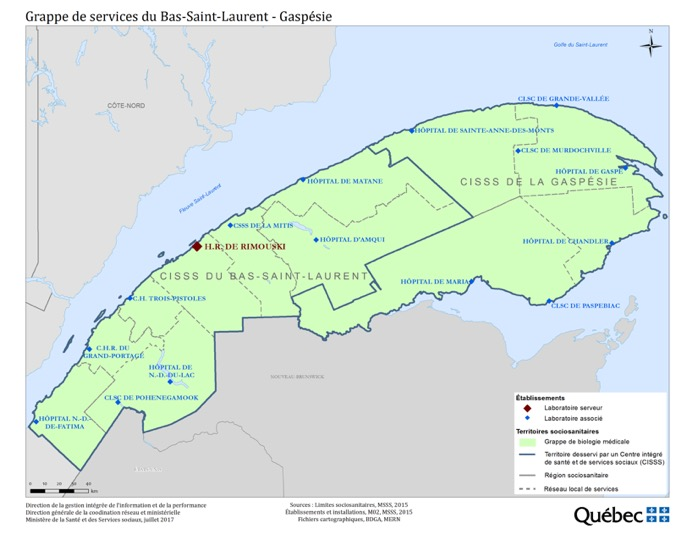 Grappe de services du Bas-Saint-Laurent - Gaspésie
N
Golfe du Saint-Laurent
CÔTE-NORD
CLSC DE GRANDE-VALLÉE
HÔPITAL DE SAINTE-ANNE-DES-MONTS
CLSC DE MURDOCHVILLE
HÔPITAL DE GASPÉ
HÔPITAL DE MATANE
CISSS DE LA GASPÉSIE
Fleuve Saint-Laurent
CSSS DE LA MITIS
H.R. DE RIMOUSKI
HÔPITAL D'AMQUI
HÔPITAL DE CHANDLER
CISSS DU BAS-SAINT-LAURENT
HÔPITAL DE MARIA
C.H. TROIS-PISTOLES
CLSC DE PASPEBIAC
C.H.R. DU
GRAND-PORTAGE
HÔPITAL DE
N.-D.-DU-LAC
NOUVEAU-BRUNSWICK
CLSC DE POHENEGAMOOK
HÔPITAL N.-D.-
DE-FATIMA
Établissements
Laboratoire serveur
Laboratoire associé
Territoires sociosanitaires
Grappe de biologie médicale
Territoire desservi par un Centre intégré
de santé et de services sociaux (CISSS)
Région sociosanitaire
Réseau local de services
km
Direction de la gestion intégrée de l'information et de la performance
Direction générale de la coodination réseau et ministérielle
Ministère de la Santé et des Services sociaux, juillet 2017
Sources : Limites sociosanitaires, MSSS, 2015
Établissements et installations, M02, MSSS, 2015
Fichiers cartographiques, BDGA, MERN
Québec